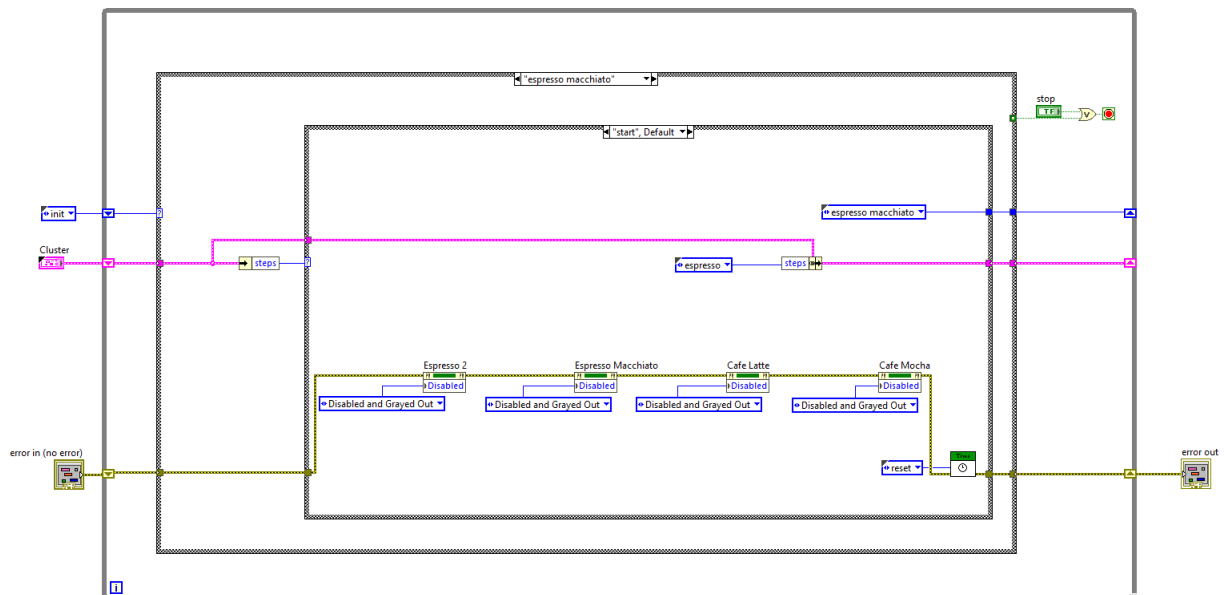 "espresso macchiato"
stop
TF
"start", Default
init
espresso macchiato
Cluster
steps
espresso
steps
Espresso 2
Espresso Macchiato
Cafe Latte
Cafe Mocha
Disabled
Disabled
Disabled
Disabled
Disabled and Grayed Out
Disabled and Grayed Out
Disabled and Grayed Out
Disabled and Grayed Out
error in (no error)
reset
error out
i